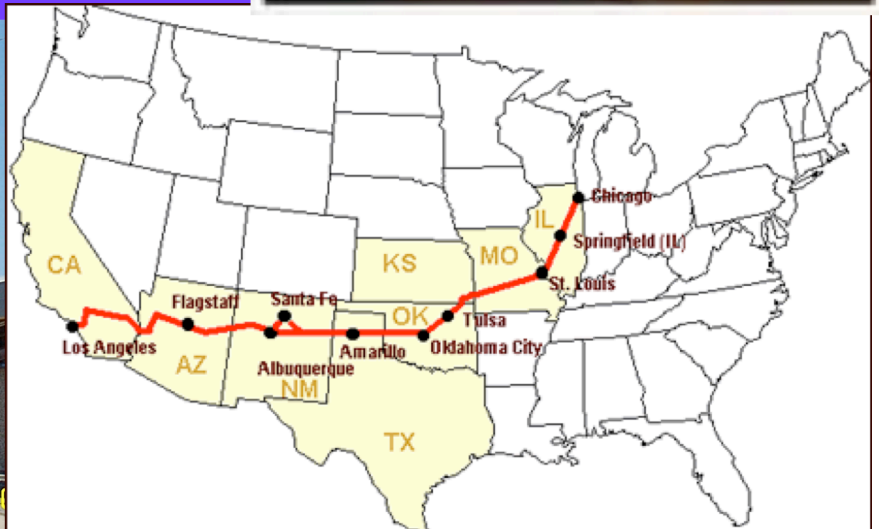 Chicago
IL
Springfield (IL)
MO
KS
CA
St. Louis
Flagstaff
Santa Fe
OK
Tulsa
Los Angeles
Amarillo
Oklahoma City
AZ
Albuquerque
NM
TX